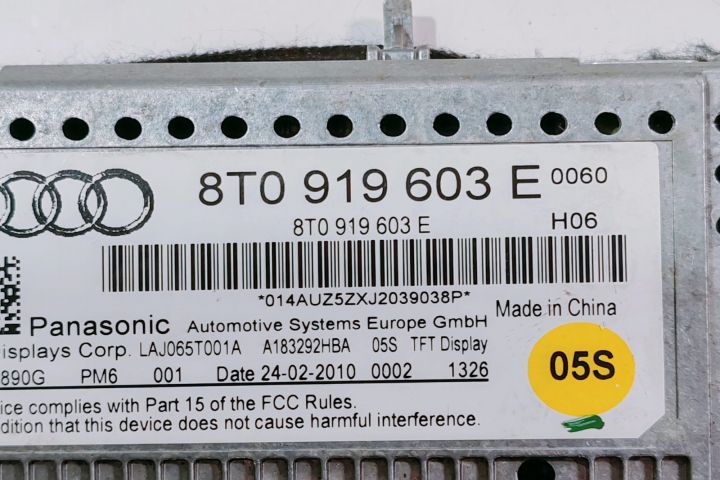 8T0 919 603 E 0060
8T0 919 603 E H06
*014AUZ5ZXJ2039038P*
Made in China
Panasonic Automotive Systems Europe GmbH
isplays Corp. LAJ065T001A A183292HBA 05S TFT Display
890G PM6 001 Date 24-02-2010 0002 1326
05S
ice complies with Part 15 of the FCC Rules.
ndition that this device does not cause harmful interference.